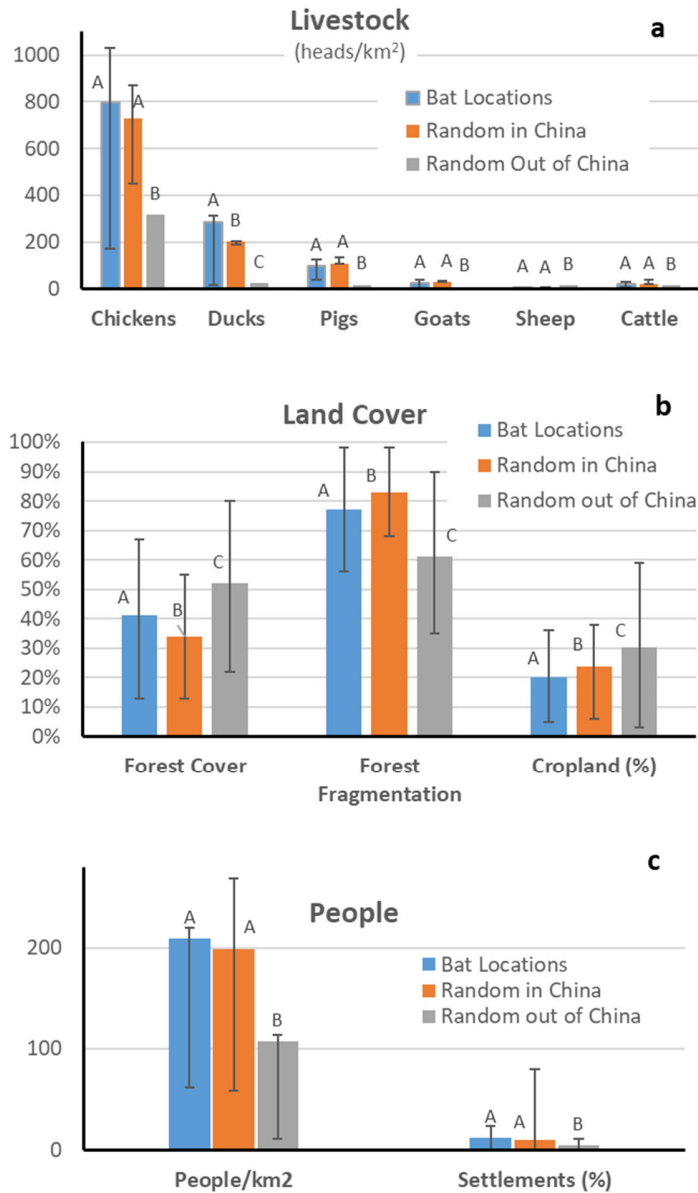 Livestock
a
(heads/km²)
1000
800
600
400
200
0
Bat Locations
Random in China
Random Out of China
A A B
A B C
A A B
A A B
A A B
A A B
Chickens Ducks Pigs Goats Sheep Cattle
Land Cover
b
100%
90%
80%
70%
60%
50%
40%
30%
20%
10%
0%
Bat Locations
Random in China
Random out of China
A B C
A B C
A B C
Forest Cover
Forest
Fragmentation
Cropland (%)
c
People
200
100
0
Bat Locations
Random in China
Random out of China
A A B
A A B
People/km2 Settlements (%)